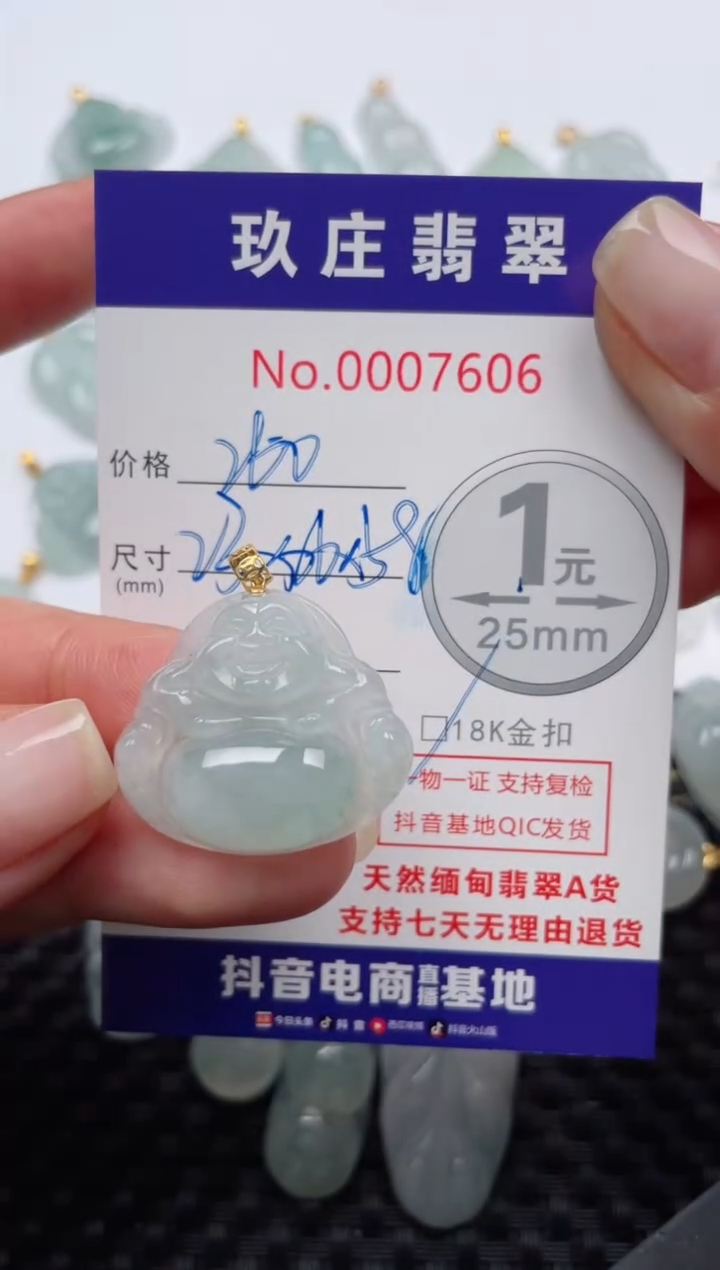 玖庄翡翠
No.0007606
价格
尺寸
(mm)
1元
25mm
□18K金扣
物一证 支持复检
抖音基地QIC发货
天然缅甸翡翠A货
支持七天无理由退货
抖音电商直播基地
今日头条 抖音 西瓜视频 抖音火山版